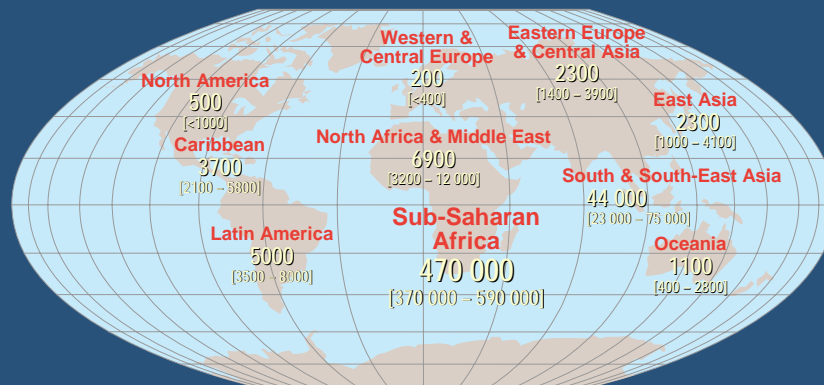 Western &
Central Europe
200
[<400]
Eastern Europe
& Central Asia
2300
[1400 – 3900]
North America
500
[<1000]
East Asia
2300
[1000 – 4100]
Caribbean
3700
[2100 – 5800]
North Africa & Middle East
6900
[3200 – 12 000]
South & South-East Asia
44 000
[23 000 – 75 000]
Sub-Saharan
Africa
470 000
[370 000 – 590 000]
Latin America
5000
[3500 – 8000]
Oceania
1100
[400 – 2800]